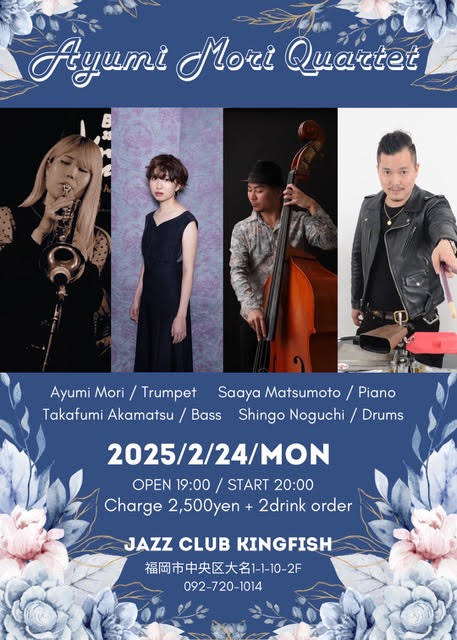 Ayumi Mori Quartet
Ayumi Mori / Trumpet Saaya Matsumoto / Piano
Takafumi Akamatsu / Bass Shingo Noguchi / Drums
2025/2/24/MON
OPEN 19:00 / START 20:00
Charge 2,500yen + 2drink order
JAZZ CLUB KINGFISH
福岡市中央区大名1-1-10-2F
092-720-1014